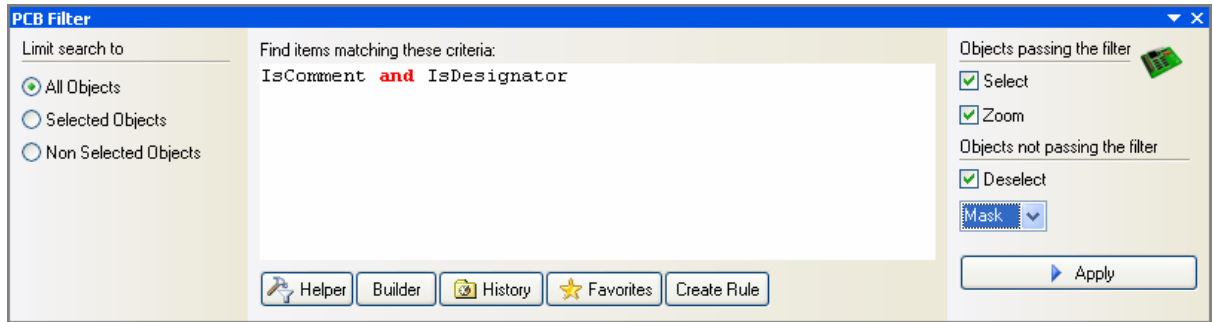 PCB Filter
Limit search to
All Objects
Selected Objects
Non Selected Objects
Find items matching these criteria:
IsComment and IsDesignator
Helper
Builder
History
Favorites
Create Rule
Objects passing the filter
Select
Zoom
Objects not passing the filter
Deselect
Mask
Apply